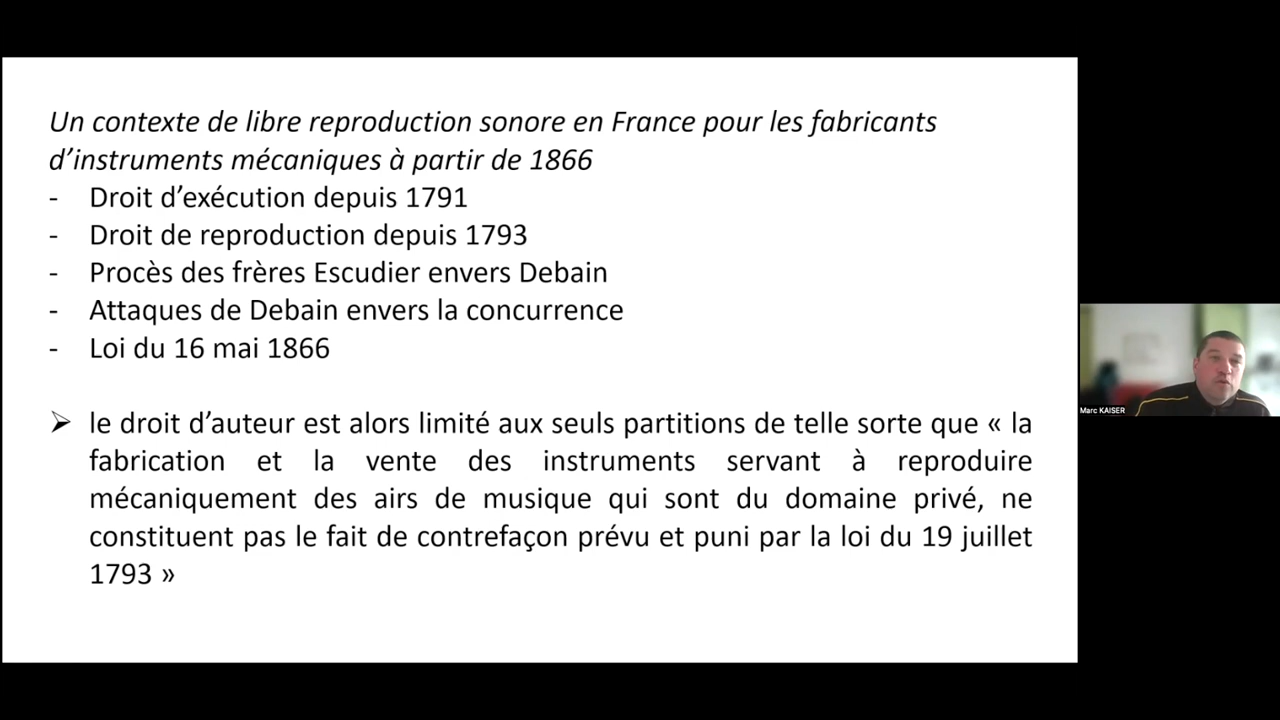 Un contexte de libre reproduction sonore en France pour les fabricants
d’instruments mécaniques à partir de 1866
- Droit d’exécution depuis 1791
- Droit de reproduction depuis 1793
- Procès des frères Escudier envers Debain
- Attaques de Debain envers la concurrence
- Loi du 16 mai 1866
➢ le droit d’auteur est alors limité aux seuls partitions de telle sorte que « la
fabrication et la vente des instruments servant à reproduire
mécaniquement des airs de musique qui sont du domaine privé, ne
constituent pas le fait de contrefaçon prévu et puni par la loi du 19 juillet
1793 »
Marc KAISER